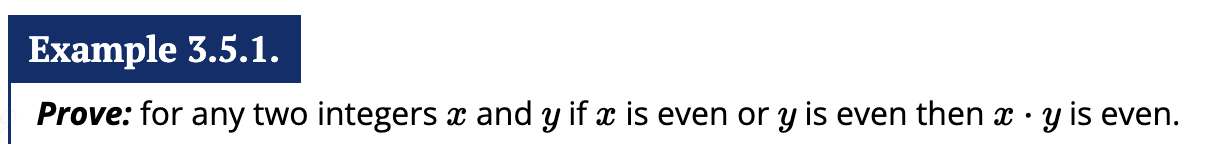 Example 3.5.1.
Prove: for any two integers x and y if x is even or y is even then x · y is even.